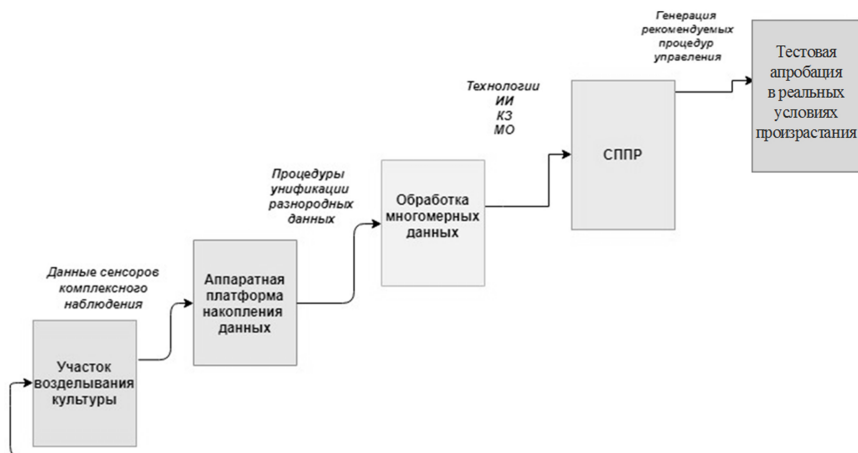 Генерация
рекомендуемых
процедур
управления
Тестовая
апробация
в реальных
условиях
произрастания
Технологии
ИИ
КЗ
МО
СППР
Процедуры
унификации
разнородных
данных
Обработка
многомерных
данных
Данные сенсоров
комплексного
наблюдения
Аппаратная
платформа
накопления
данных
Участок
возделывания
культуры